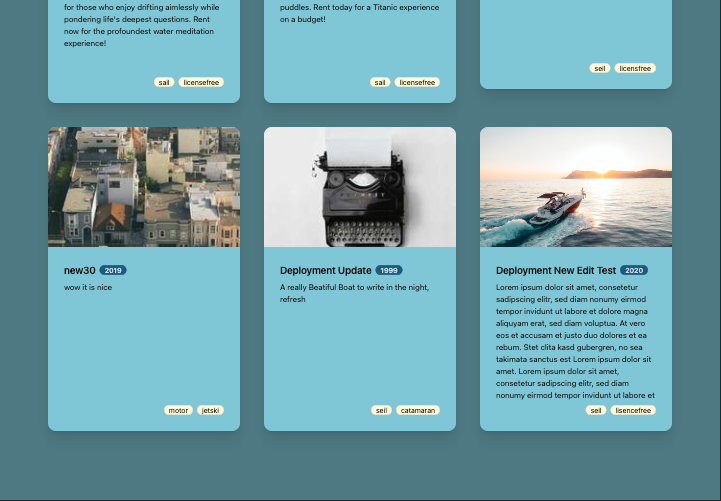 for those who enjoy drifting aimlessly while
pondering life's deepest questions. Rent
now for the profoundest water meditation
experience!
sail licensefree
puddles. Rent today for a Titanic experience
on a budget!
sail licensefree
seil licensfree
new30 2019
wow it is nice
motor jetski
Deployment Update 1999
A really Beatiful Boat to write in the night,
refresh
seil catamaran
Deployment New Edit Test 2020
Lorem ipsum dolor sit amet, consetetur
sadipscing elitr, sed diam nonumy eirmod
tempor invidunt ut labore et dolore magna
aliquyam erat, sed diam voluptua. At vero
eos et accusam et justo duo dolores et ea
rebum. Stet clita kasd gubergren, no sea
takimata sanctus est Lorem ipsum dolor sit
amet. Lorem ipsum dolor sit amet,
consetetur sadipscing elitr, sed diam
nonumy eirmod tempor invidunt ut labore et
seil lisencefree